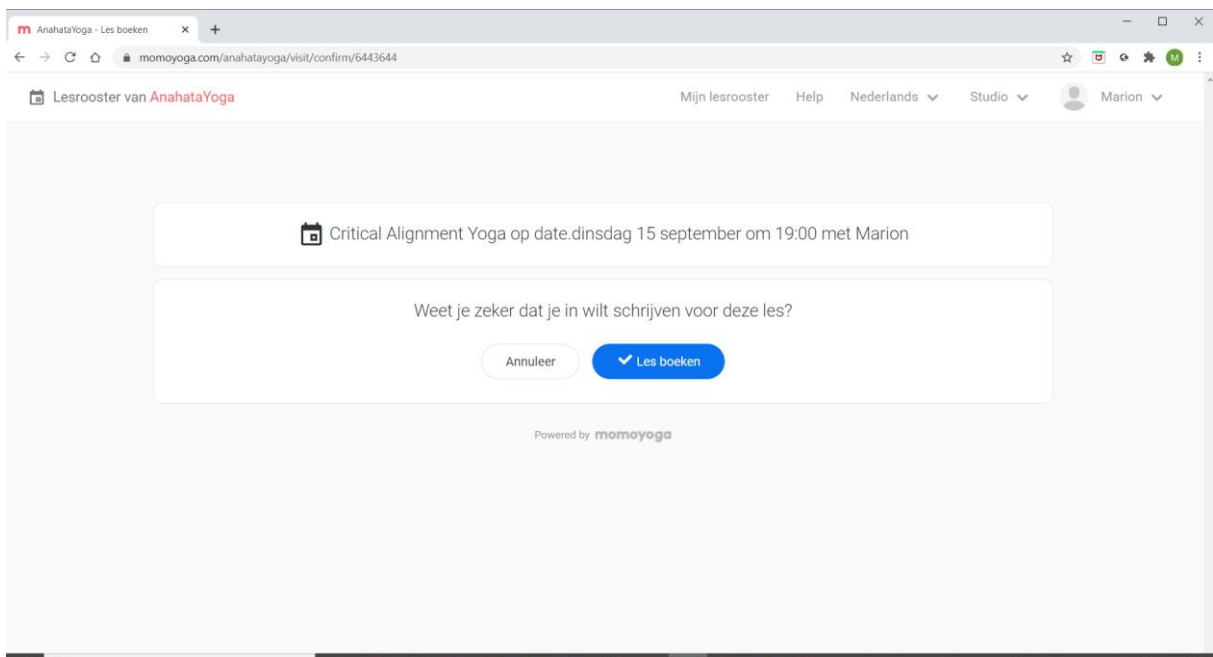 AnahataYoga - Les boeken
momoyoga.com/anahatayoga/visit/confirm/6443644
M
Lesrooster van AnahataYoga
Mijn lesrooster Help Nederlands Studio Marion
Critical Alignment Yoga op date.dinsdag 15 september om 19:00 met Marion
Weet je zeker dat je in wilt schrijven voor deze les?
Annuleer Les boeken
Powered by momoyoga